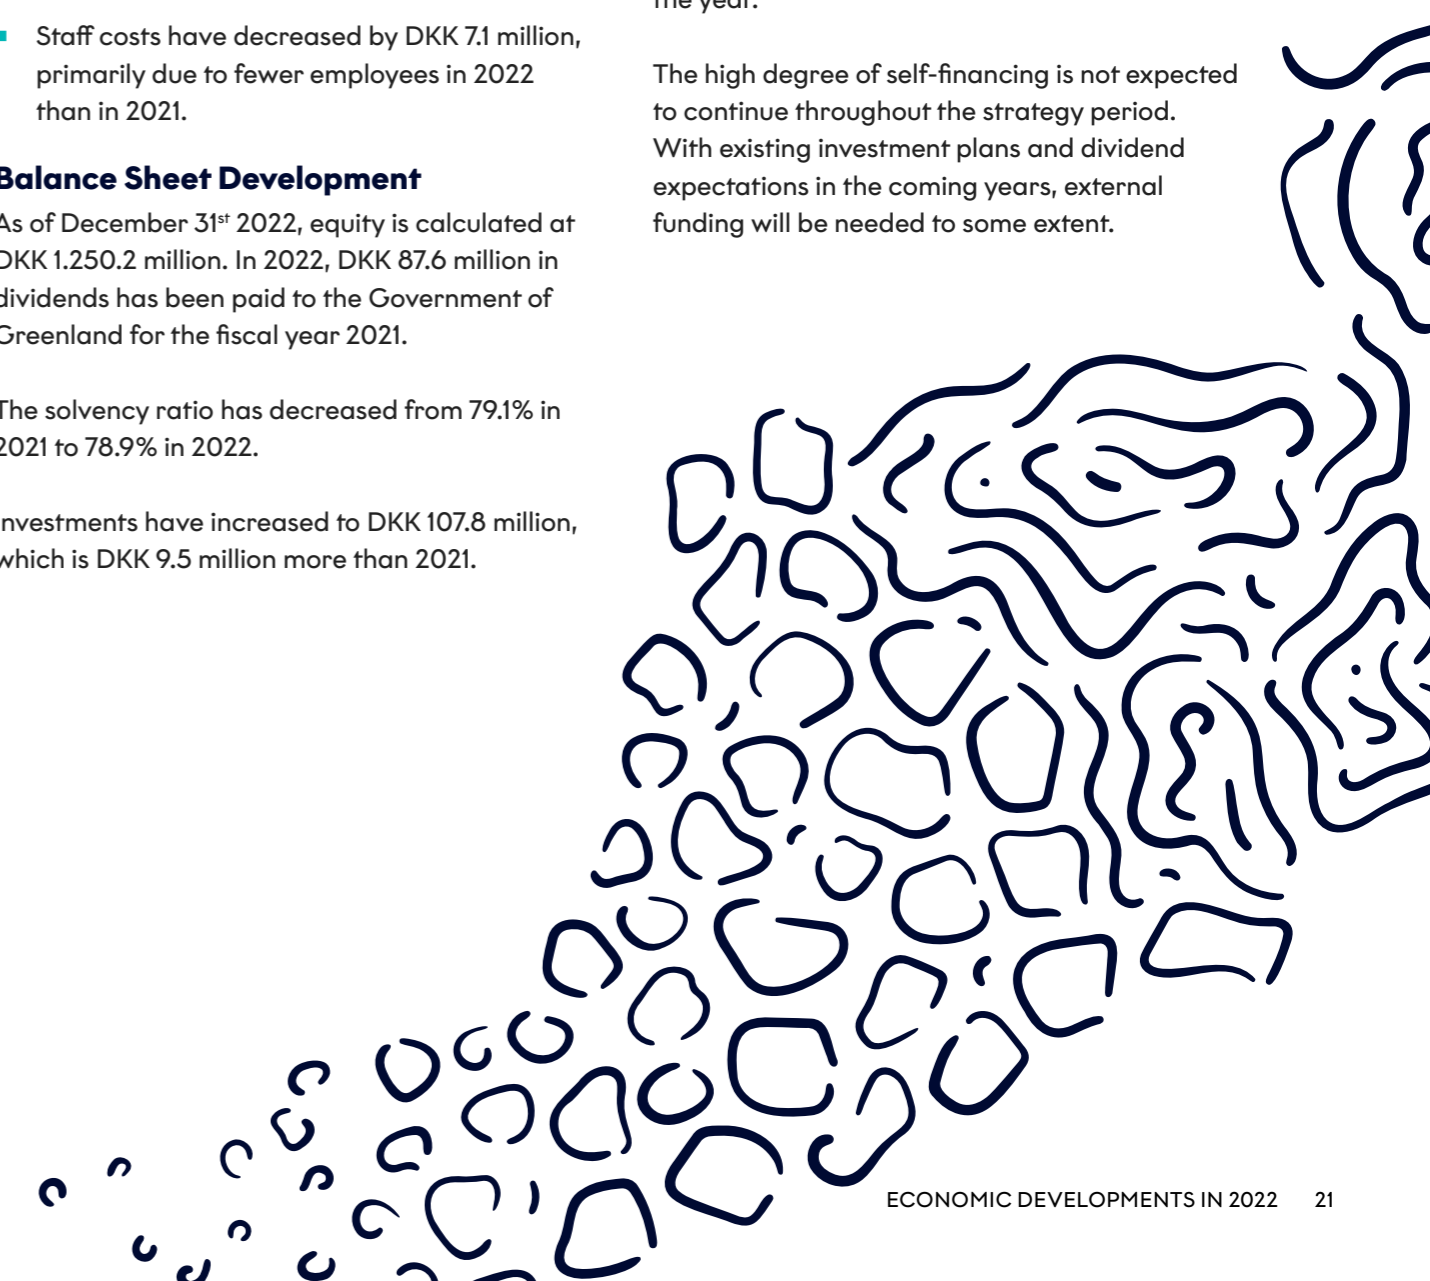 Staff costs have decreased by DKK 7.1 million,
primarily due to fewer employees in 2022
than in 2021.
Balance Sheet Development
As of December 31st 2022, equity is calculated at
DKK 1.250.2 million. In 2022, DKK 87.6 million in
dividends has been paid to the Government of
Greenland for the fiscal year 2021.
The solvency ratio has decreased from 79.1% in
2021 to 78.9% in 2022.
Investments have increased to DKK 107.8 million,
which is DKK 9.5 million more than 2021.
the year.
The high degree of self-financing is not expected
to continue throughout the strategy period.
With existing investment plans and dividend
expectations in the coming years, external
funding will be needed to some extent.
ECONOMIC DEVELOPMENTS IN 2022 21